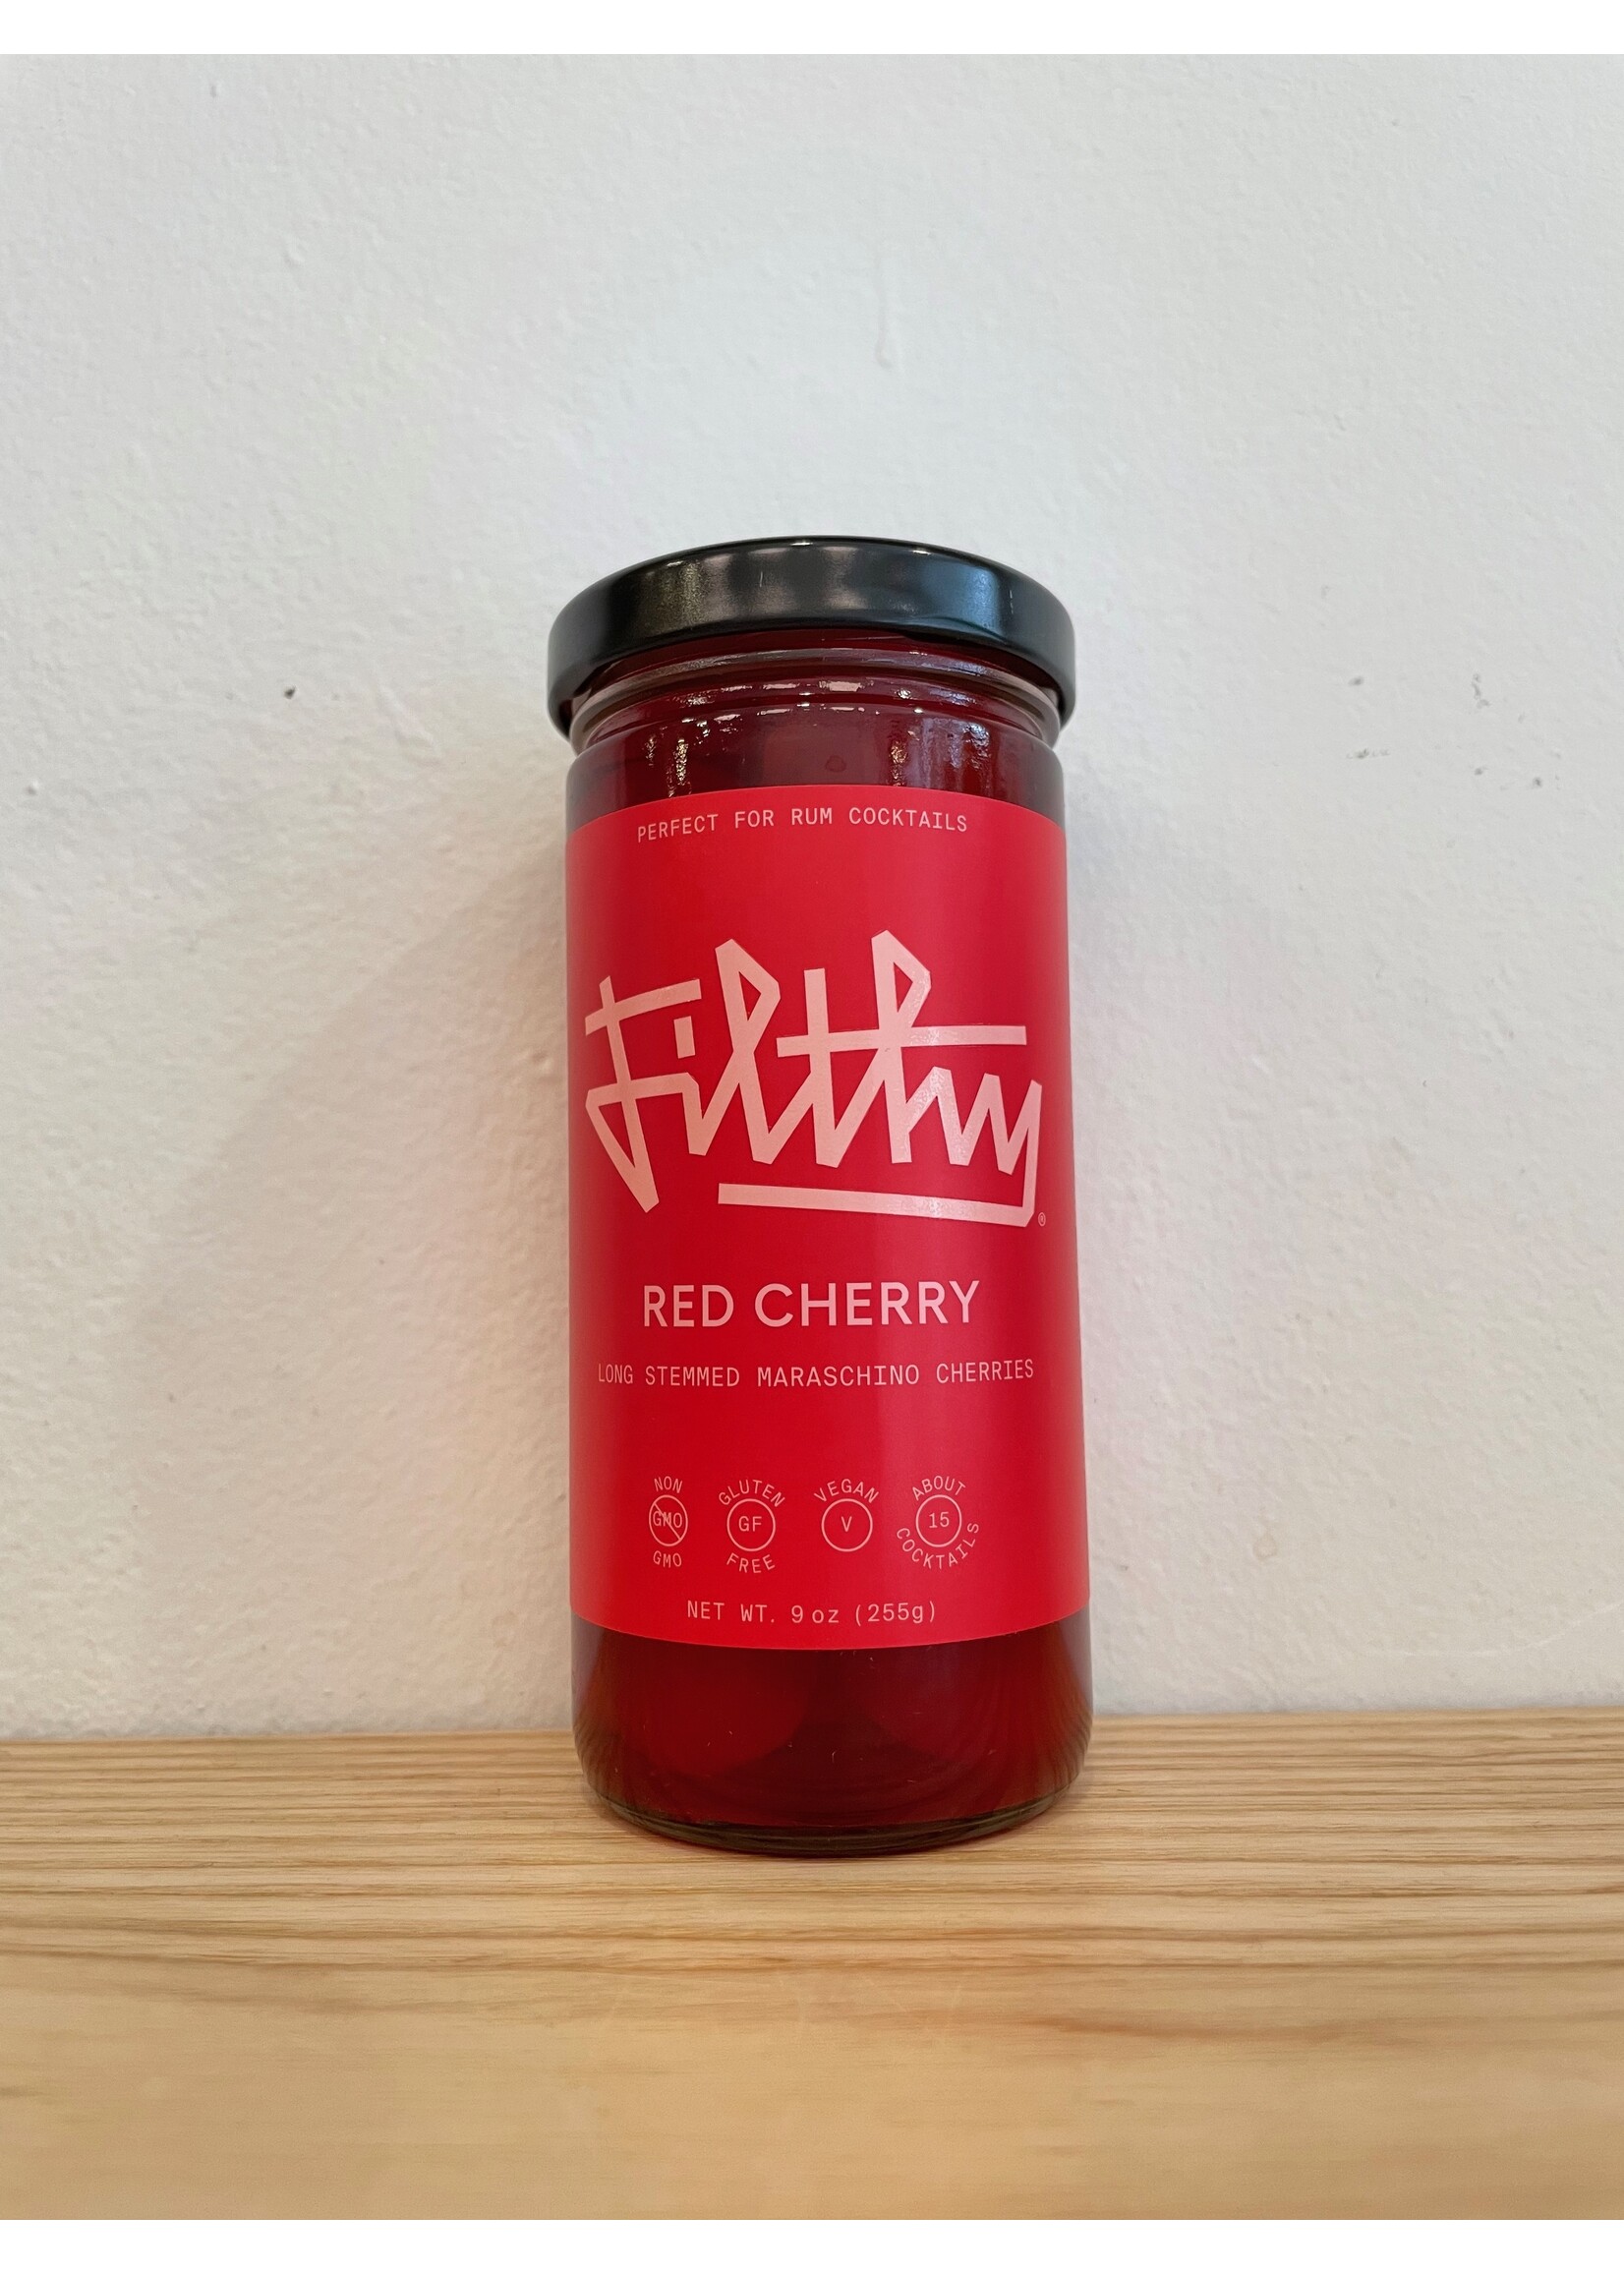 PERFECT FOR RUM COCKTAILS
Filthy®
RED CHERRY
LONG STEMMED MARASCHINO CHERRIES
NON GMO GMO
GLUTEN GF FREE
VEGAN V
ABOUT 15 COCKTAILS
NET WT. 9 oz (255g)